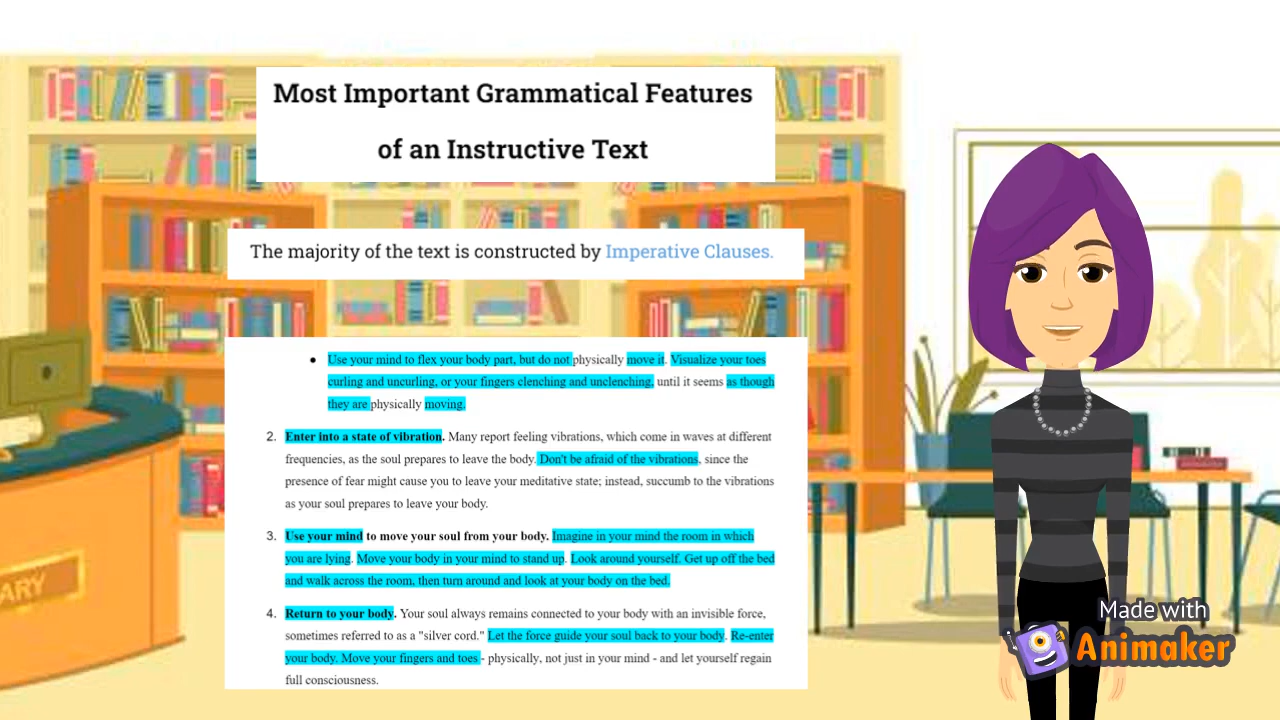 Most Important Grammatical Features
of an Instructive Text
The majority of the text is constructed by Imperative Clauses.
● Use your mind to flex your body part, but do not physically move it. Visualize your toes
curling and uncurling, or your fingers clenching and unclenching, until it seems as though
they are physically moving.
2. Enter into a state of vibration. Many report feeling vibrations, which come in waves at different
frequencies, as the soul prepares to leave the body. Don't be afraid of the vibrations, since the
presence of fear might cause you to leave your meditative state; instead, succumb to the vibrations
as your soul prepares to leave your body.
3. Use your mind to move your soul from your body. Imagine in your mind the room in which
you are lying. Move your body in your mind to stand up. Look around yourself. Get up off the bed
and walk across the room, then turn around and look at your body on the bed.
4. Return to your body. Your soul always remains connected to your body with an invisible force,
sometimes referred to as a "silver cord." Let the force guide your soul back to your body. Re-enter
your body. Move your fingers and toes - physically, not just in your mind - and let yourself regain
full consciousness.
ARY
Made with
Animaker